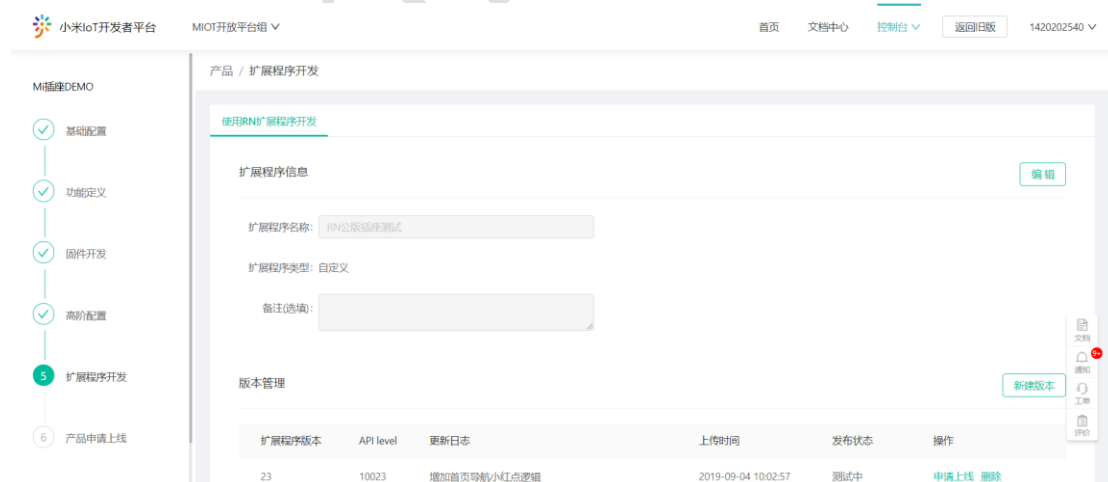 小米IoT开发者平台 MIOT开放平台组 首页 文档中心 控制台 返回旧版 1420202540
Mi插座DEMO
产品 / 扩展程序开发
基础配置
功能定义
固件开发
高阶配置
5 扩展程序开发
6 产品申请上线
使用RN扩展程序开发
扩展程序信息 编辑
扩展程序名称: RN公版插座测试
扩展程序类型: 自定义
备注(选填):
版本管理 新建版本
扩展程序版本 API level 更新日志 上传时间 发布状态 操作
23 10023 增加首页导航小红点逻辑 2019-09-04 10:02:57 测试中 申请上线 删除
文档
9+
通知
工单
评价